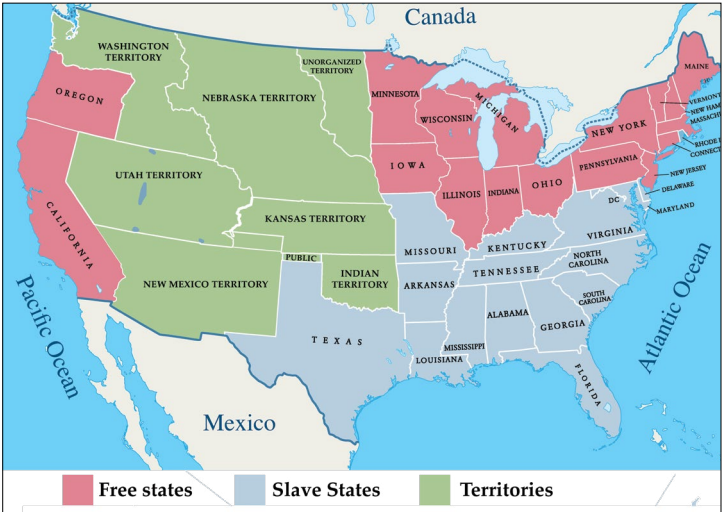 Canada
WASHINGTON
TERRITORY
UNORGANIZED
TERRITORY
MAINE
OREGON
NEBRASKA TERRITORY
MINNESOTA
WISCONSIN
MICHIGAN
VERMONT
NEW HAM
MASSACH
NEW YORK
RHODE I
CONNECT
IOWA
PENNSYLVANIA
UTAH TERRITORY
ILLINOIS
INDIANA
OHIO
NEW JERSEY
DELAWARE
DC
MARYLAND
CALIFORNIA
KANSAS TERRITORY
MISSOURI
KENTUCKY
VIRGINIA
PUBLIC
NEW MEXICO TERRITORY
INDIAN
TERRITORY
ARKANSAS
TENNESSEE
NORTH
CAROLINA
SOUTH
CAROLINA
ALABAMA
GEORGIA
TEXAS
MISSISSIPPI
LOUISIANA
FLORIDA
Pacific Ocean
Atlantic Ocean
Mexico
Free states
Slave States
Territories